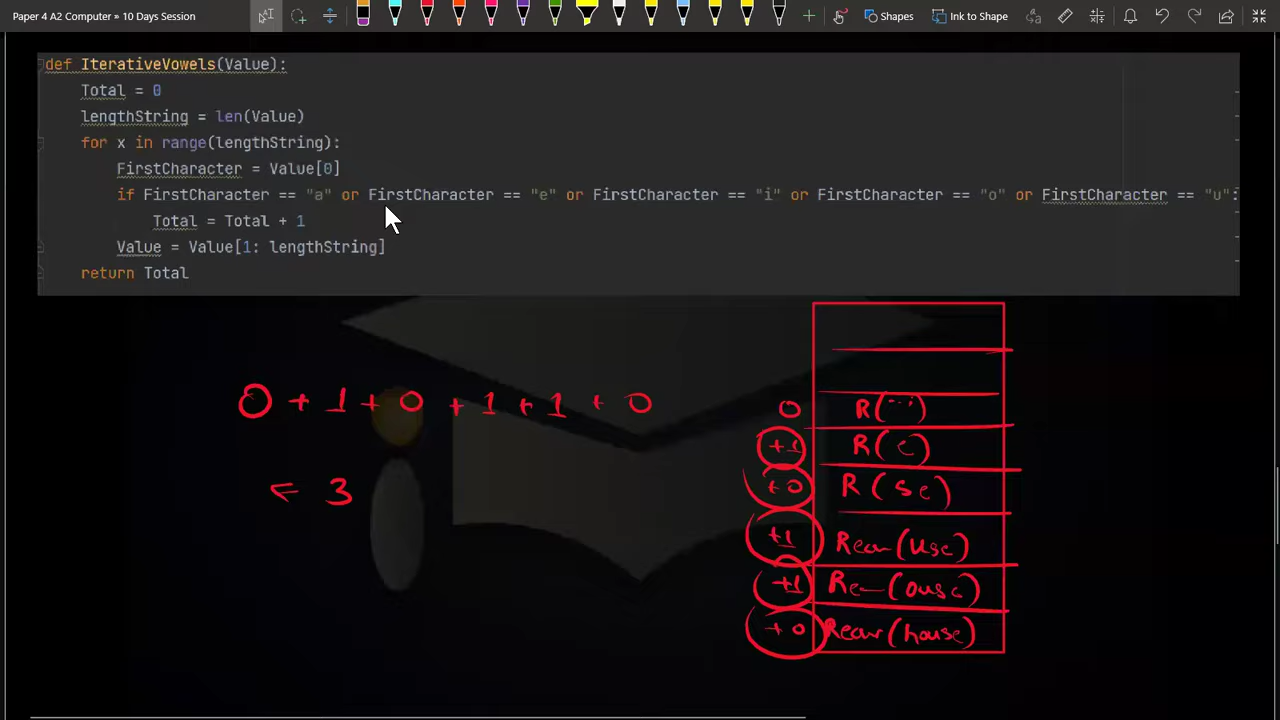 Paper 4 A2 Computer » 10 Days Session
Shapes
Ink to Shape
def IterativeVowels(Value):
Total = 0
lengthString = len(Value)
for x in range(lengthString):
FirstCharacter = Value[0]
if FirstCharacter == "a" or FirstCharacter == "e" or FirstCharacter == "i" or FirstCharacter == "o" or FirstCharacter == "u":
Total = Total + 1
Value = Value[1: lengthString]
return Total
0 + 1 + 0 + 1 + 1 + 0
= 3
0 R(...)
+1 R(e)
+0 R(se)
+1 Recur(use)
+1 (ouse)
+0 Recur(house)